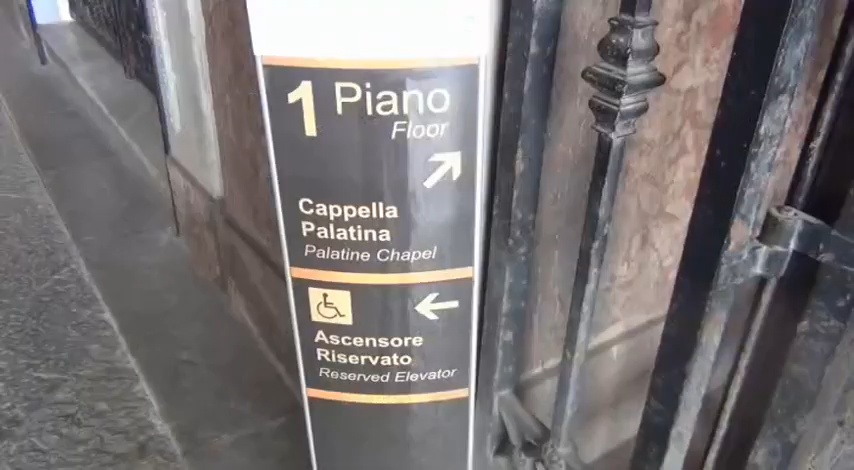 1 Piano
Floor
Cappella
Palatina
Palatine Chapel
Ascensore
Riservato
Reserved Elevator